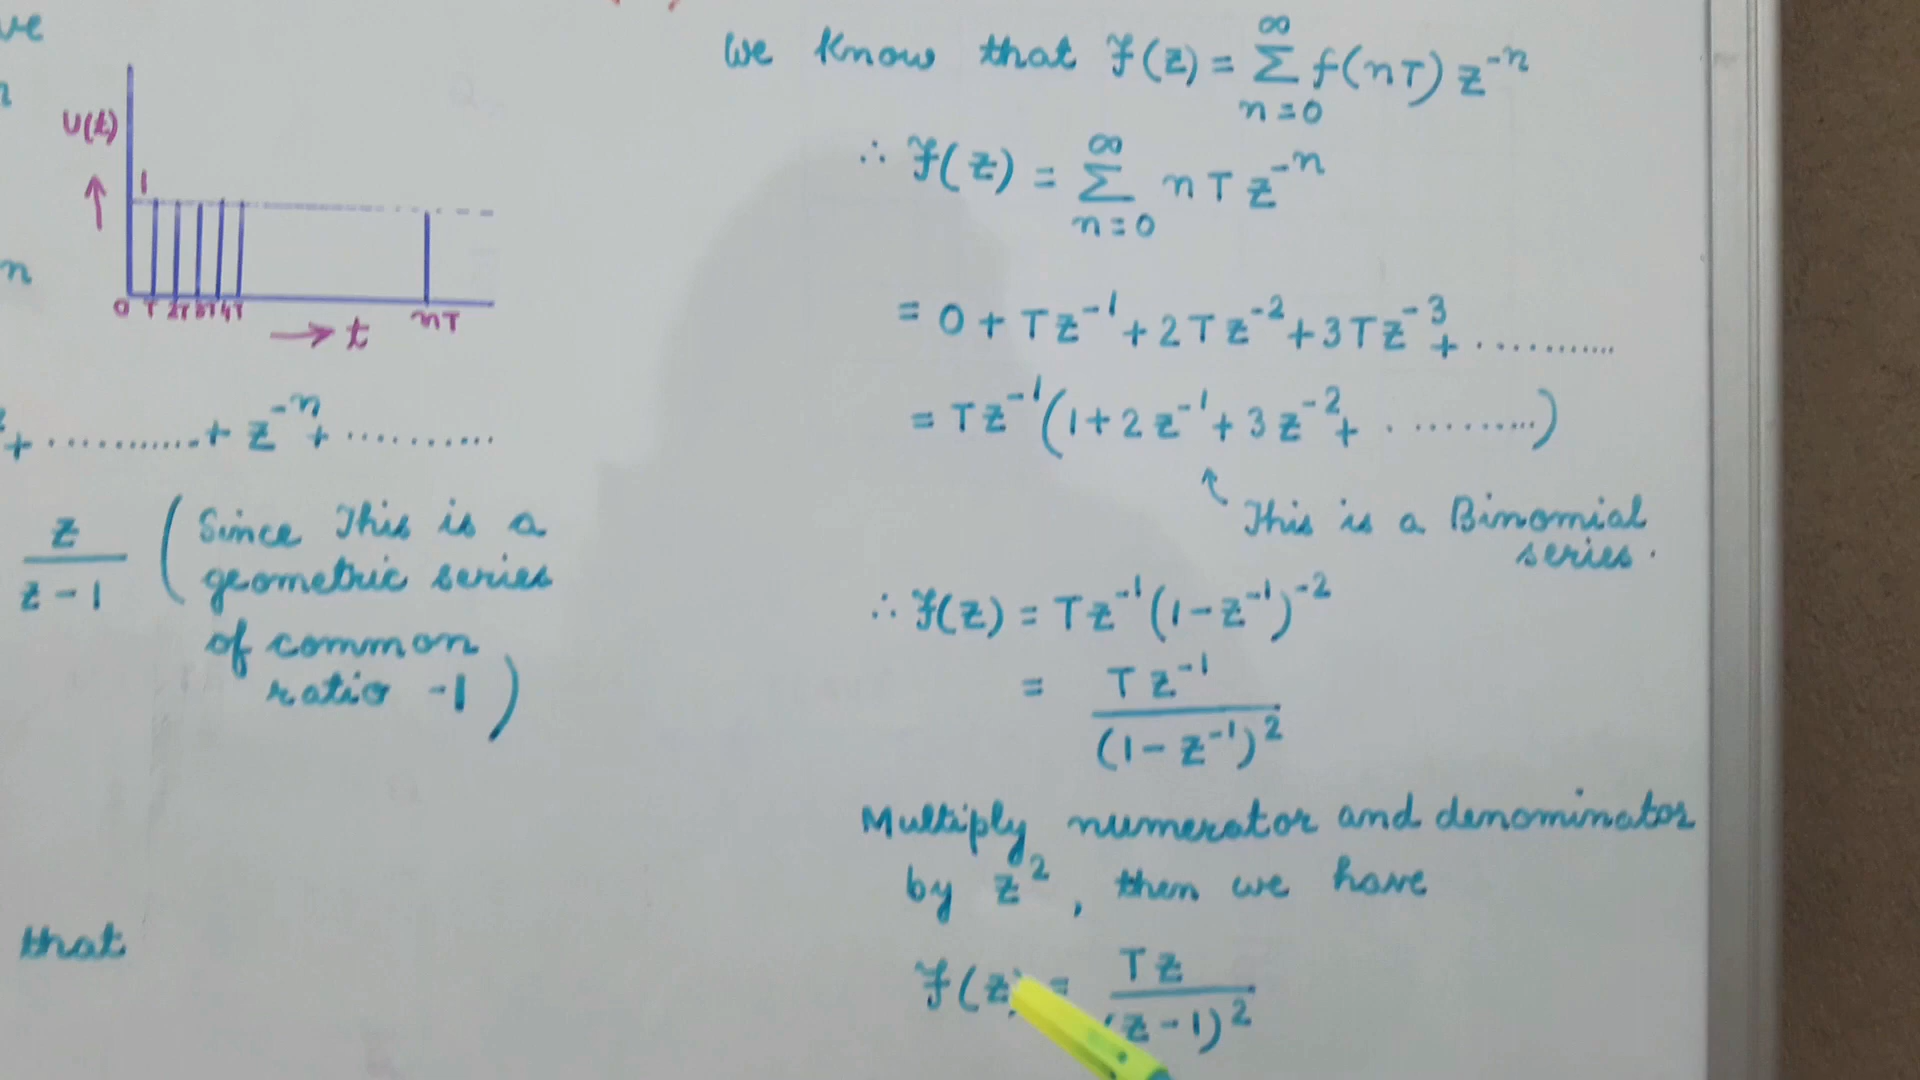 ve
n
U(t)
1
0 T 2T 3T 4T
nT
→ t
n
+ ........... + z⁻ⁿ + ..........
z
z - 1
(Since This is a
geometric series
of common
ratio -1)
that
We know that F(z) = ∞ Σ n=0 f(nT) z⁻ⁿ
∴ F(z) = ∞ Σ n=0 nT z⁻ⁿ
= 0 + Tz⁻¹ + 2Tz⁻² + 3Tz⁻³ + ...........
= Tz⁻¹(1 + 2z⁻¹ + 3z⁻² + ..........)
This is a Binomial
series.
∴ F(z) = Tz⁻¹(1 - z⁻¹)⁻²
= Tz⁻¹
(1 - z⁻¹)²
Multiply numerator and denominator
by z², then we have
F(z) = Tz
(z - 1)²